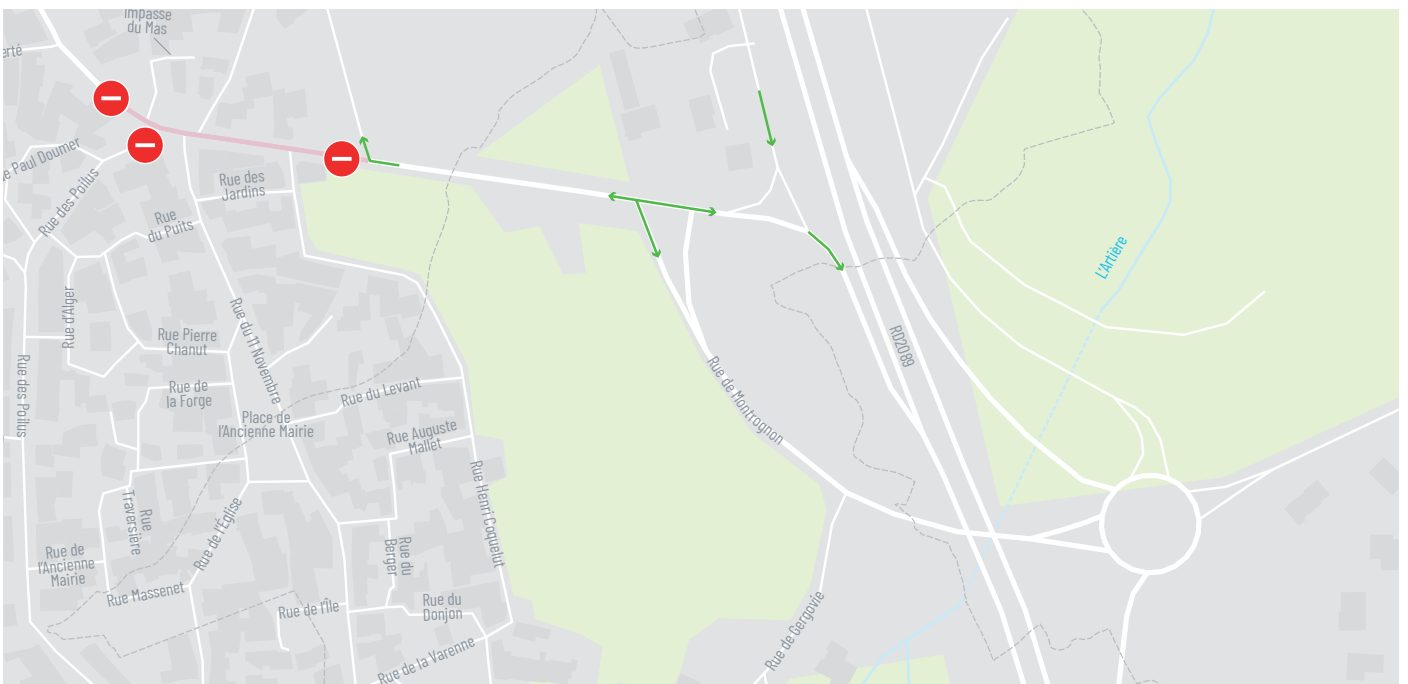 Impasse
du Mas
erté
e Paul Doumer
Rue des Poilus
Rue des
Jardins
Rue
du Puits
L'Artière
Rue d'Alger
Rue du 11 Novembre
Rue Pierre
Chanut
RD2089
Rue des Poilus
Rue de
la Forge
Rue du Levant
Rue de Montrognon
Place de
l'Ancienne Mairie
Rue Auguste
Mallet
Rue Henri Coquelut
Rue
Traversière
Rue de l'Église
Rue de
l'Ancienne
Mairie
Rue du
Berger
Rue Massenet
Rue de l'Île
Rue du
Donjon
Rue de Gergovie
Rue de la Varenne